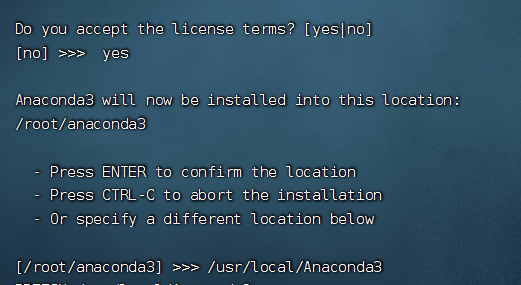 Do you accept the license terms? [yes|no]
[no] >>> yes
Anaconda3 will now be installed into this location:
/root/anaconda3
- Press ENTER to confirm the location
- Press CTRL-C to abort the installation
- Or specify a different location below
[/root/anaconda3] >>> /usr/local/Anaconda3